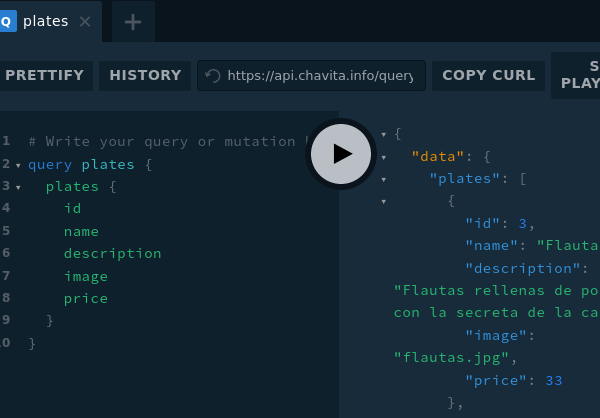 Q plates
PRETTIFY HISTORY https://api.chavita.info/query COPY CURL
1 # Write your query or mutation
2 query plates {
3 plates {
4 id
5 name
6 description
7 image
8 price
9 }
0 }
{
"data": {
"plates": [
{
"id": 3,
"name": "Flauta
"description":
"Flautas rellenas de po
con la secreta de la ca
"image":
"flautas.jpg",
"price": 33
},